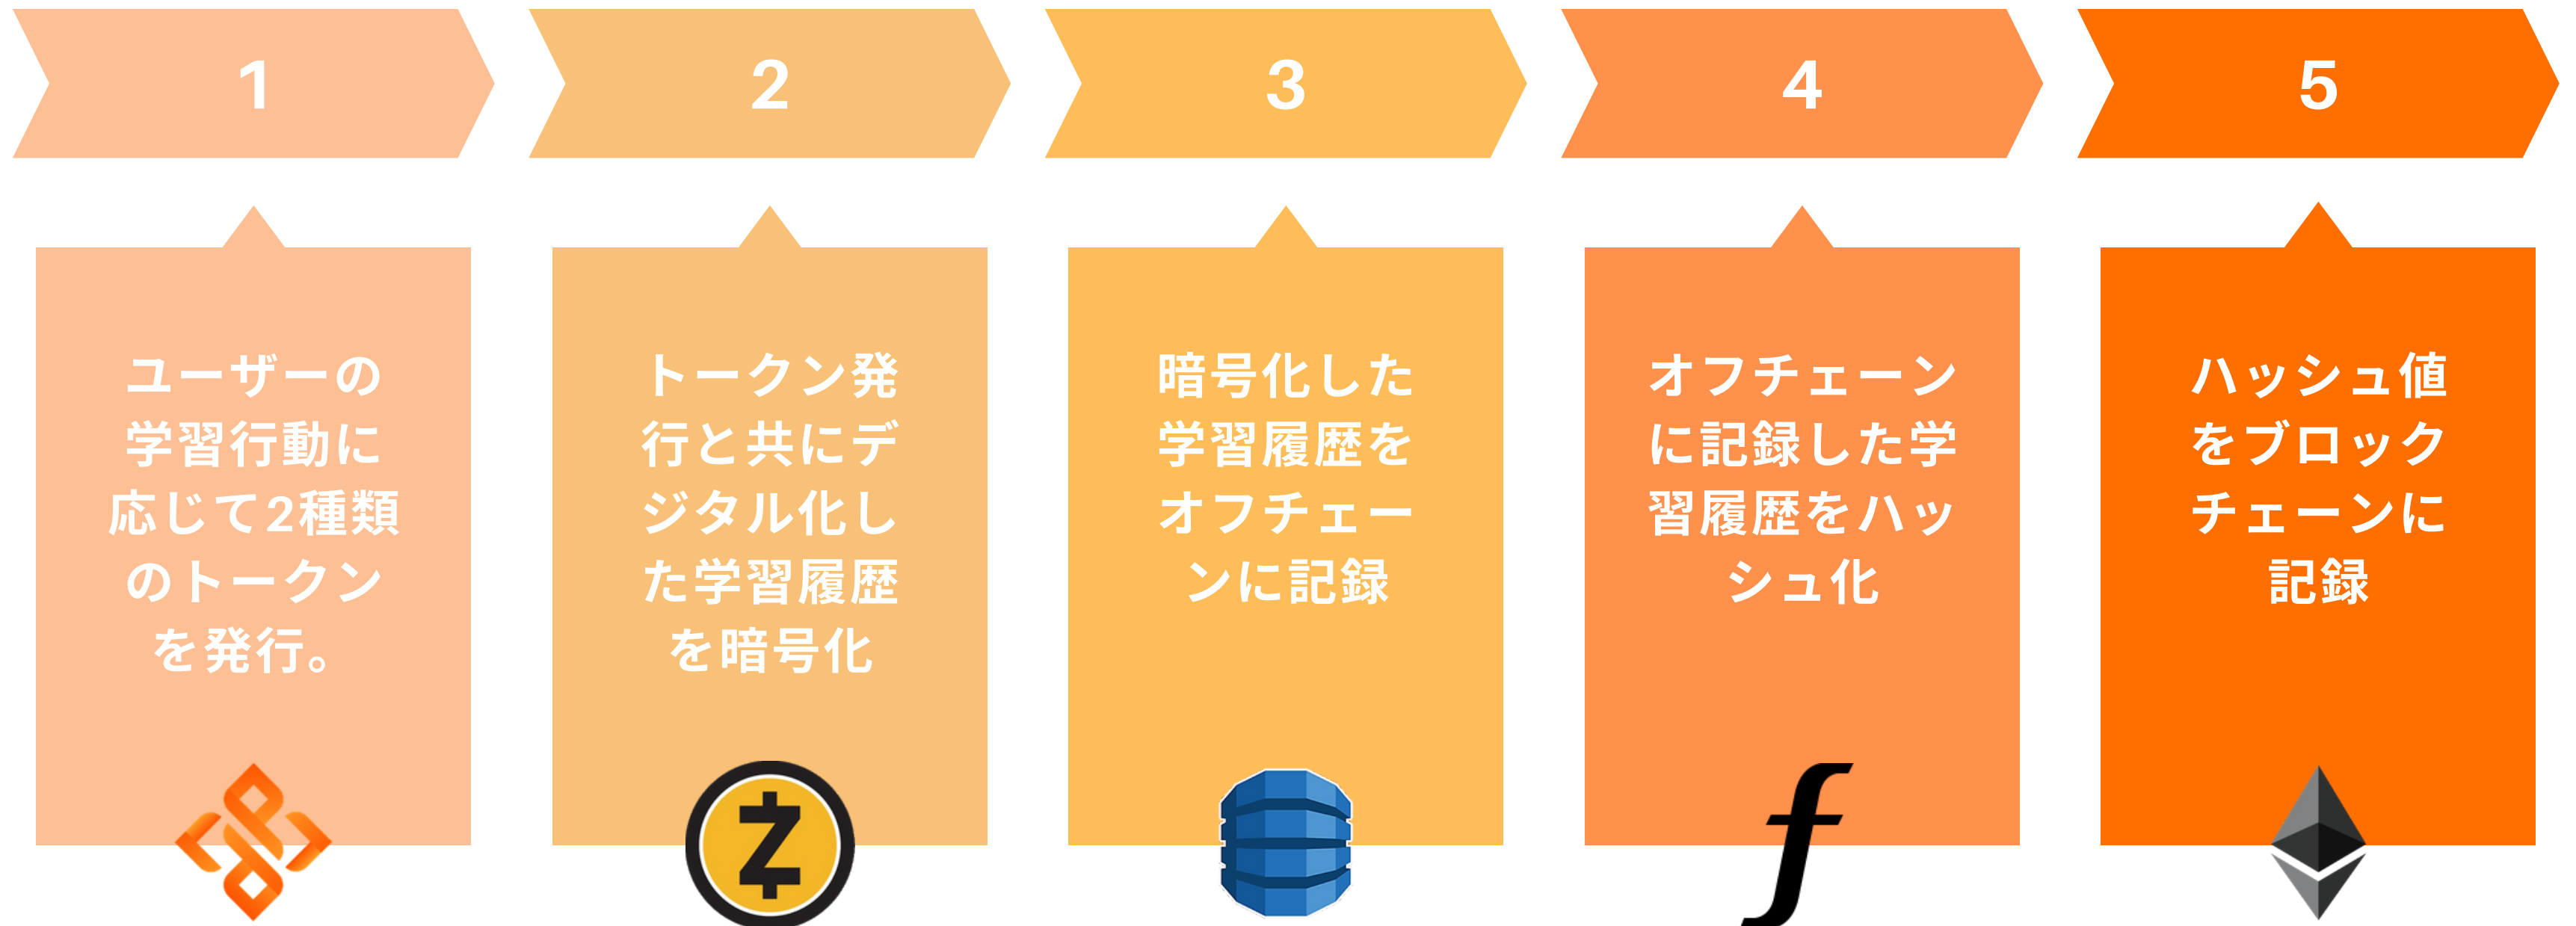 1
2
3
4
5
ユーザーの
学習行動に
応じて2種類
のトークン
を発行。
トークン発
行と共にデ
ジタル化し
た学習履歴
を暗号化
暗号化した
学習履歴を
オフチェー
ンに記録
オフチェーン
に記録した学
習履歴をハッ
シュ化
ハッシュ値
をブロック
チェーンに
記録